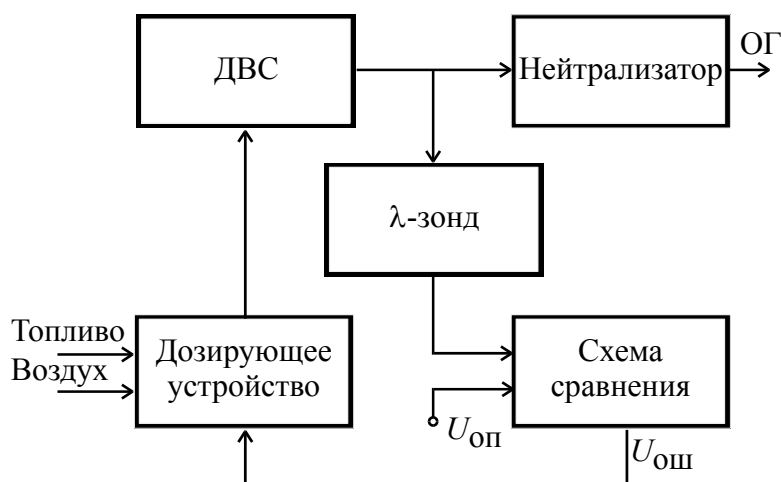 ДВС
Нейтрализатор
ОГ
λ-зонд
Топливо
Воздух
Дозирующее
устройство
Схема
сравнения
Uоп
Uош